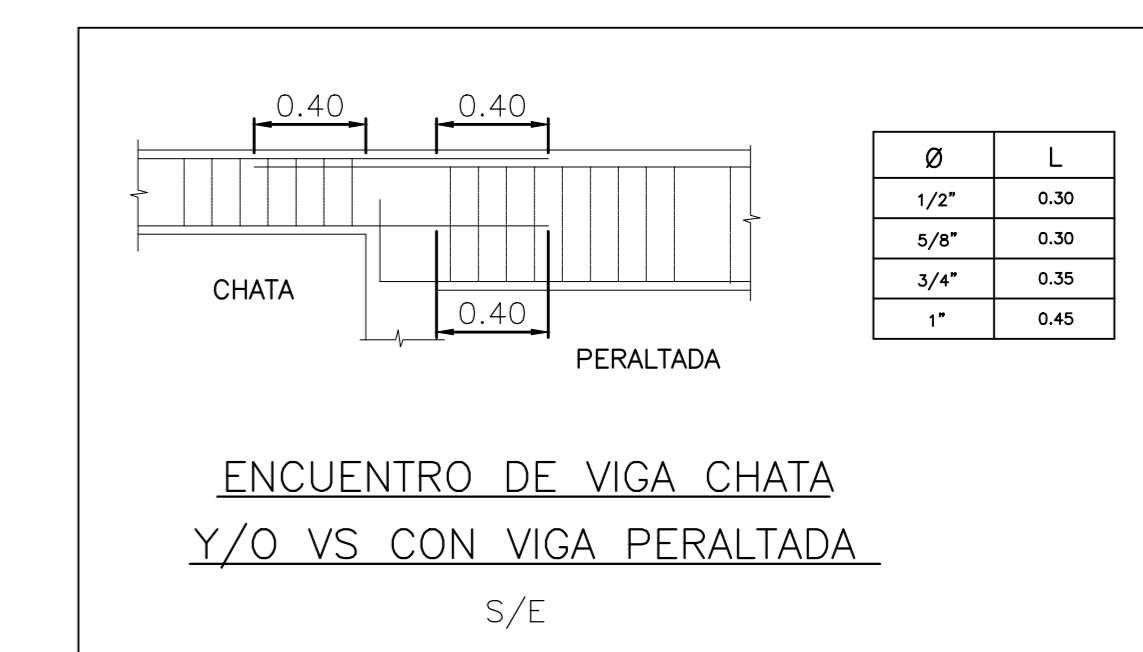 0.40 0.40
CHATA
0.40
PERALTADA
Ø L
1/2" 0.30
5/8" 0.30
3/4" 0.35
1" 0.45
ENCUENTRO DE VIGA CHATA
Y/O VS CON VIGA PERALTADA
S/E